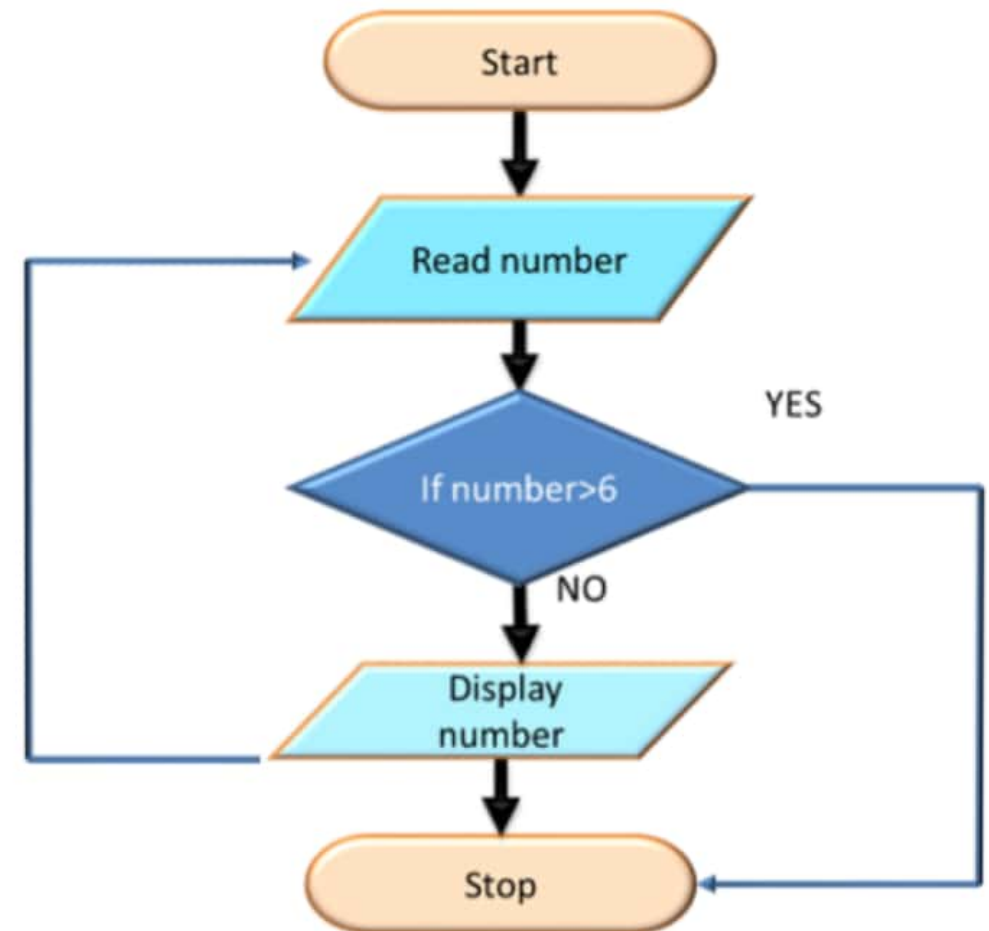 Start
Read number
YES
If number>6
NO
Display
number
Stop